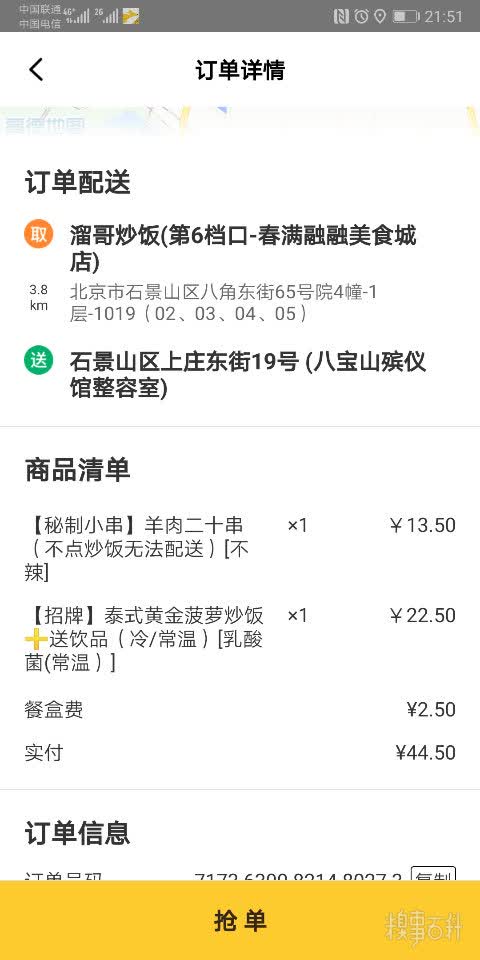 中国联通 4G+ 2G
中国电信
21:51
订单详情
高德地图
订单配送
取
溜哥炒饭(第6档口-春满融融美食城
店)
3.8
km
北京市石景山区八角东街65号院4幢-1
层-1019（02、03、04、05）
送
石景山区上庄东街19号 (八宝山殡仪
馆整容室)
商品清单
【秘制小串】羊肉二十串 ×1 ￥13.50
（不点炒饭无法配送）[不
辣]
【招牌】泰式黄金菠萝炒饭 ×1 ￥22.50
➕送饮品（冷/常温）[乳酸
菌(常温）]
餐盒费 ¥2.50
实付 ¥44.50
订单信息
订单号码 7173 6390 8214 8027 3 复制
抢单
糗事百科